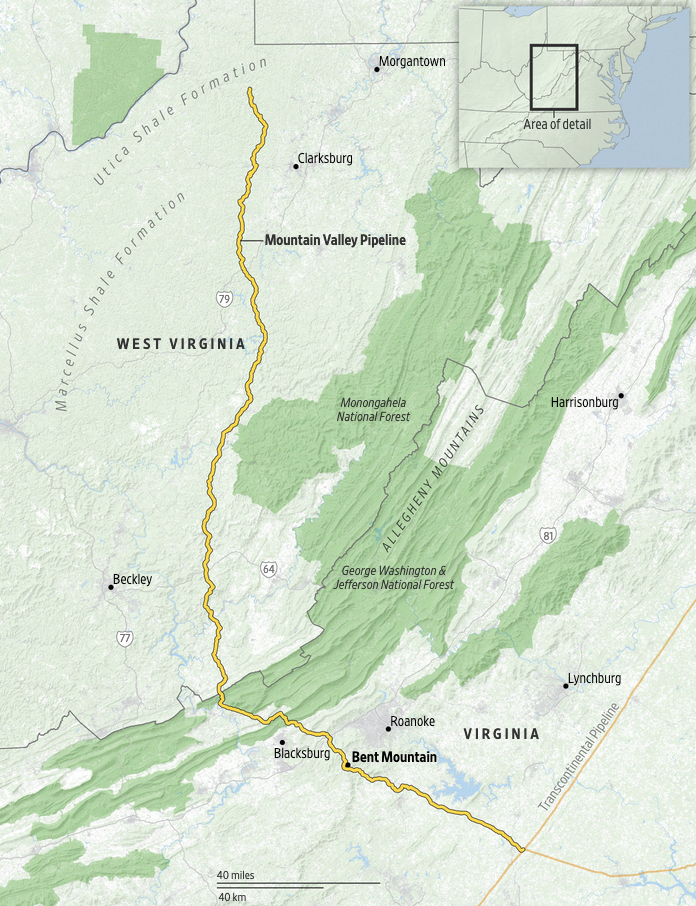 Morgantown
Utica Shale Formation
Area of detail
Clarksburg
Marcellus Shale Formation
Mountain Valley Pipeline
79
WEST VIRGINIA
Monongahela
National Forest
Harrisonburg
ALLEGHENY MOUNTAINS
81
64
George Washington &
Jefferson National Forest
Beckley
77
Lynchburg
Roanoke
VIRGINIA
Blacksburg
Bent Mountain
Transcontinental Pipeline
40 miles
40 km